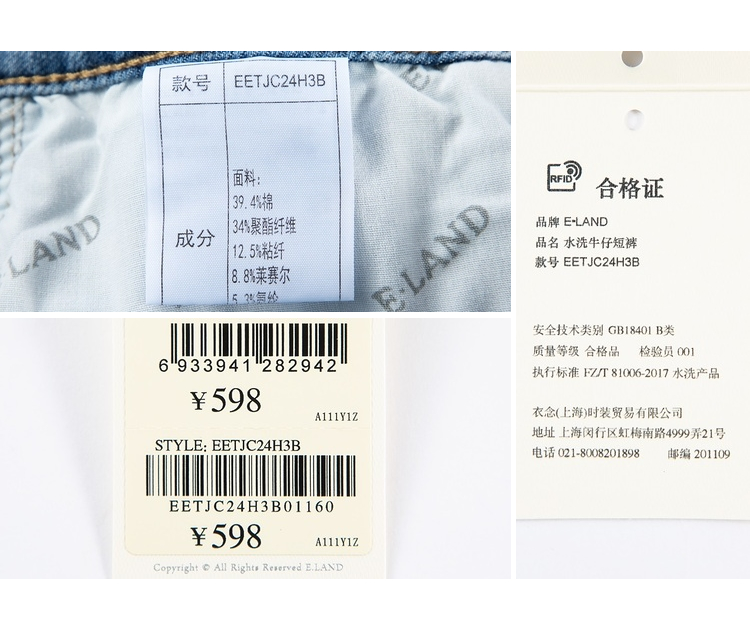 款号 EETJC24H3B
成分
面料:
39.4%棉
34%聚酯纤维
12.5%粘纤
8.8%莱赛尔
5.3%氨纶
E·LAND
E·LAND
6 933941 282942
¥598
A111Y1Z
STYLE: EETJC24H3B
EETJC24H3B01160
¥598
A111Y1Z
Copyright © All Rights Reserved E.LAND
RFID 合格证
品牌 E•LAND
品名 水洗牛仔短裤
款号 EETJC24H3B
安全技术类别 GB18401 B类
质量等级 合格品 检验员 001
执行标准 FZ/T 81006-2017 水洗产品
衣念(上海)时装贸易有限公司
地址 上海闵行区虹梅南路4999弄21号
电话 021-8008201898 邮编 201109